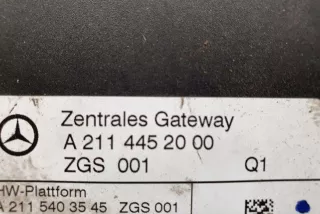 Zentrales Gateway
A 211 445 20 00
ZGS 001 Q1
HW-Plattform
A 211 540 35 45 ZGS 001